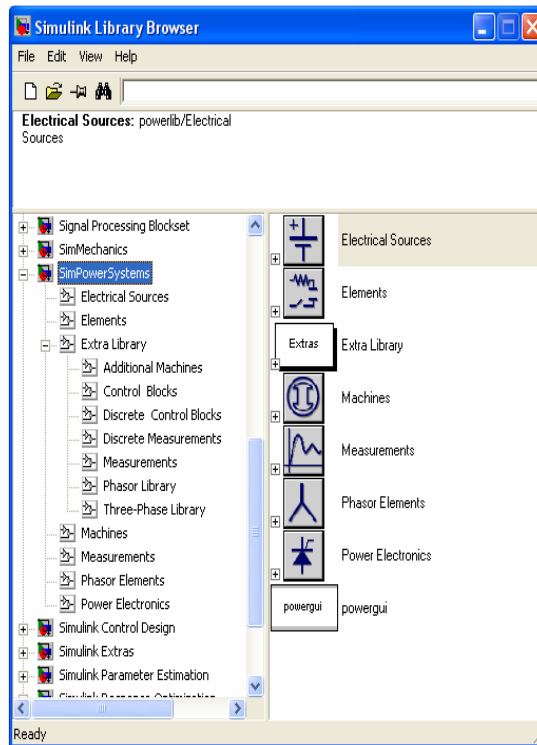 Simulink Library Browser
File Edit View Help
Electrical Sources: powerlib/Electrical
Sources
Signal Processing Blockset
SimMechanics
SimPowerSystems
Electrical Sources
Elements
Extra Library
Additional Machines
Control Blocks
Discrete Control Blocks
Discrete Measurements
Measurements
Phasor Library
Three-Phase Library
Machines
Measurements
Phasor Elements
Power Electronics
Simulink Control Design
Simulink Extras
Simulink Parameter Estimation
Simulink Response Optimization
Electrical Sources
Elements
Extras
Extra Library
Machines
Measurements
Phasor Elements
Power Electronics
powergui
powergui
Ready